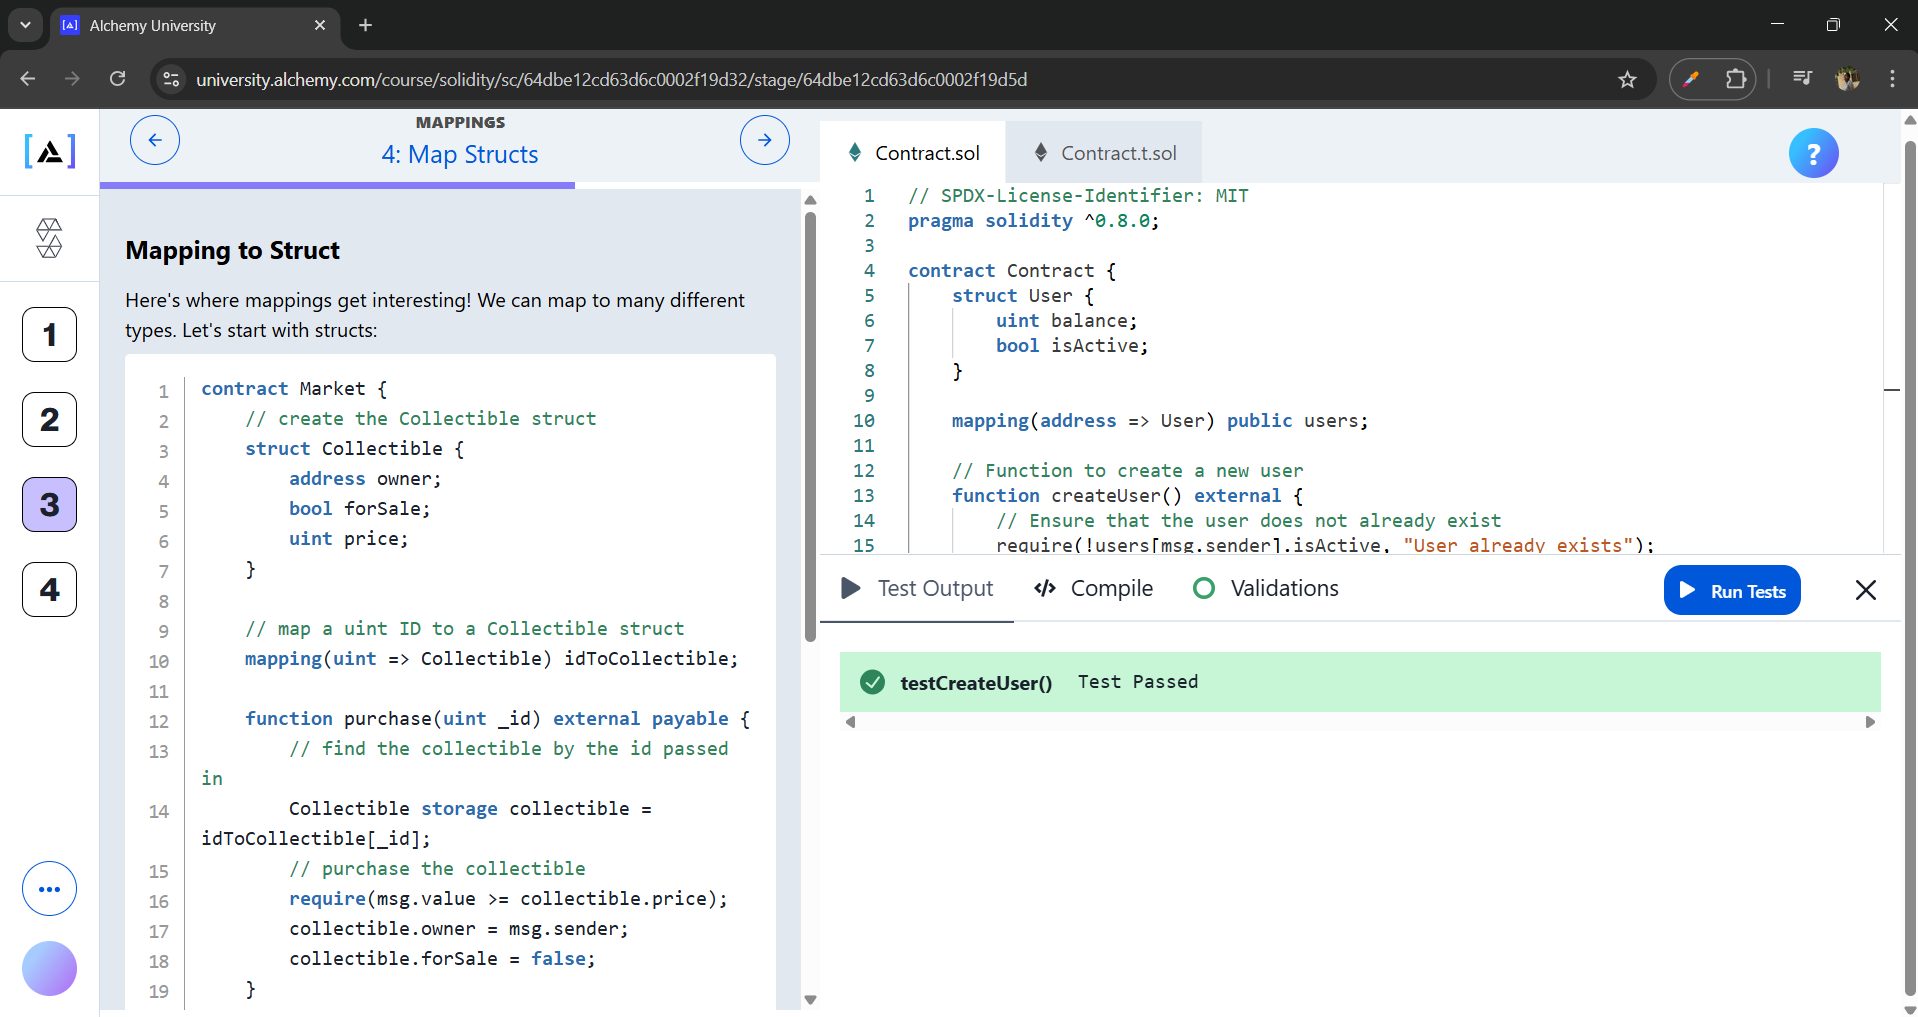 Alchemy University
university.alchemy.com/course/solidity/sc/64dbe12cd63d6c0002f19d32/stage/64dbe12cd63d6c0002f19d5d
MAPPINGS
4: Map Structs
1
2
3
4
Mapping to Struct
Here's where mappings get interesting! We can map to many different
types. Let's start with structs:
1 contract Market {
2 // create the Collectible struct
3 struct Collectible {
4 address owner;
5 bool forSale;
6 uint price;
7 }
8
9 // map a uint ID to a Collectible struct
10 mapping(uint => Collectible) idToCollectible;
11
12 function purchase(uint _id) external payable {
13 // find the collectible by the id passed
in
14 Collectible storage collectible =
idToCollectible[_id];
15 // purchase the collectible
16 require(msg.value >= collectible.price);
17 collectible.owner = msg.sender;
18 collectible.forSale = false;
19 }
Contract.sol
Contract.t.sol
?
1 // SPDX-License-Identifier: MIT
2 pragma solidity ^0.8.0;
3
4 contract Contract {
5 struct User {
6 uint balance;
7 bool isActive;
8 }
9
10 mapping(address => User) public users;
11
12 // Function to create a new user
13 function createUser() external {
14 // Ensure that the user does not already exist
15 require(!users[msg.sender].isActive, "User already exists");
Test Output
Compile
Validations
Run Tests
testCreateUser() Test Passed